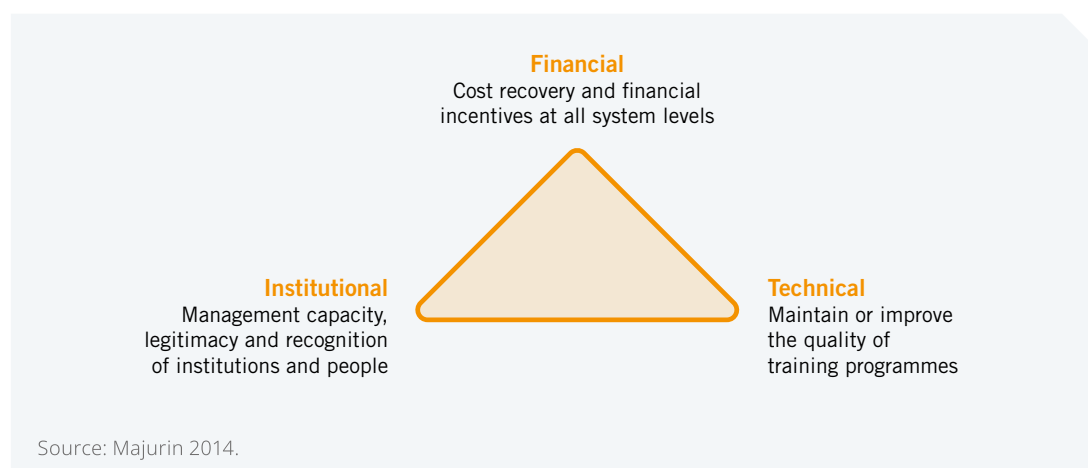 Financial
Cost recovery and financial
incentives at all system levels
Institutional
Management capacity,
legitimacy and recognition
of institutions and people
Technical
Maintain or improve
the quality of
training programmes
Source: Majurin 2014.